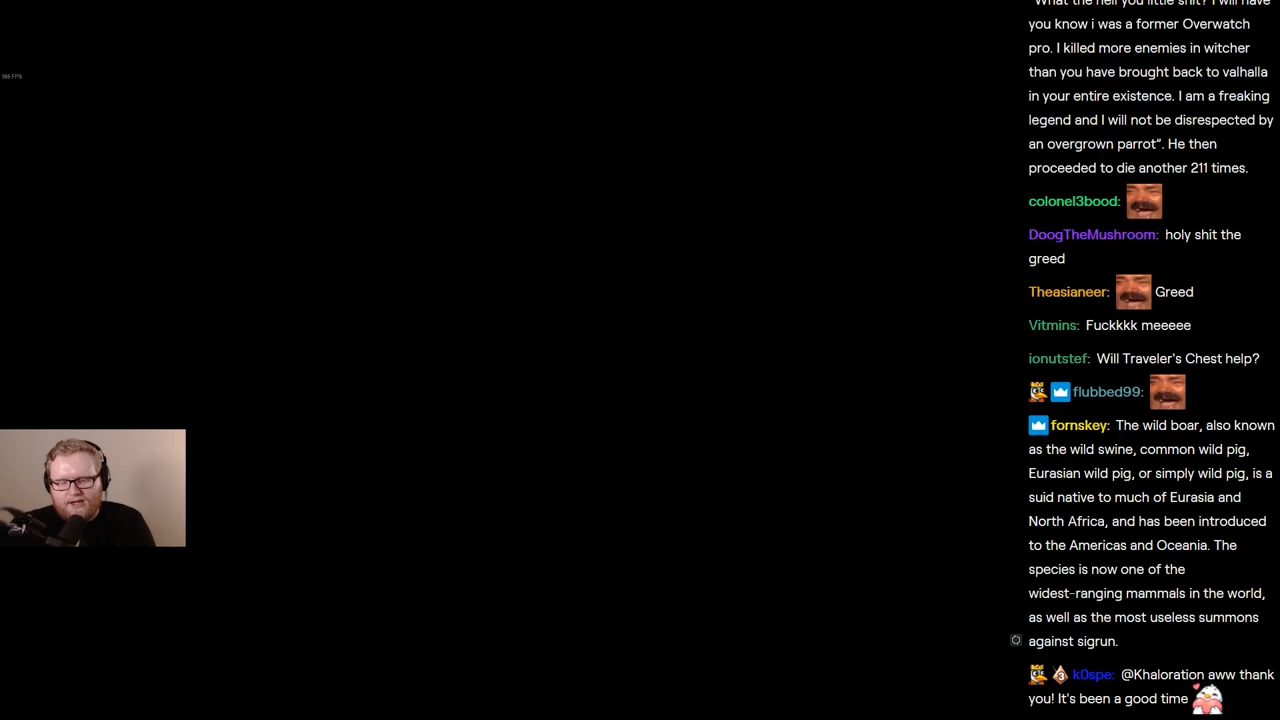 "What the hell you little shit? I will have
you know i was a former Overwatch
pro. I killed more enemies in witcher
than you have brought back to valhalla
in your entire existence. I am a freaking
legend and I will not be disrespected by
an overgrown parrot". He then
proceeded to die another 211 times.
105 FPS
colonel3bood:
DoogTheMushroom: holy shit the
greed
Theasianeer: Greed
Vitmins: Fuckkkk meeeee
ionutstef: Will Traveler's Chest help?
flubbed99:
fornskey: The wild boar, also known
as the wild swine, common wild pig,
Eurasian wild pig, or simply wild pig, is a
suid native to much of Eurasia and
North Africa, and has been introduced
to the Americas and Oceania. The
species is now one of the
widest-ranging mammals in the world,
as well as the most useless summons
against sigrun.
3 k0spe: @Khaloration aww thank
you! It's been a good time